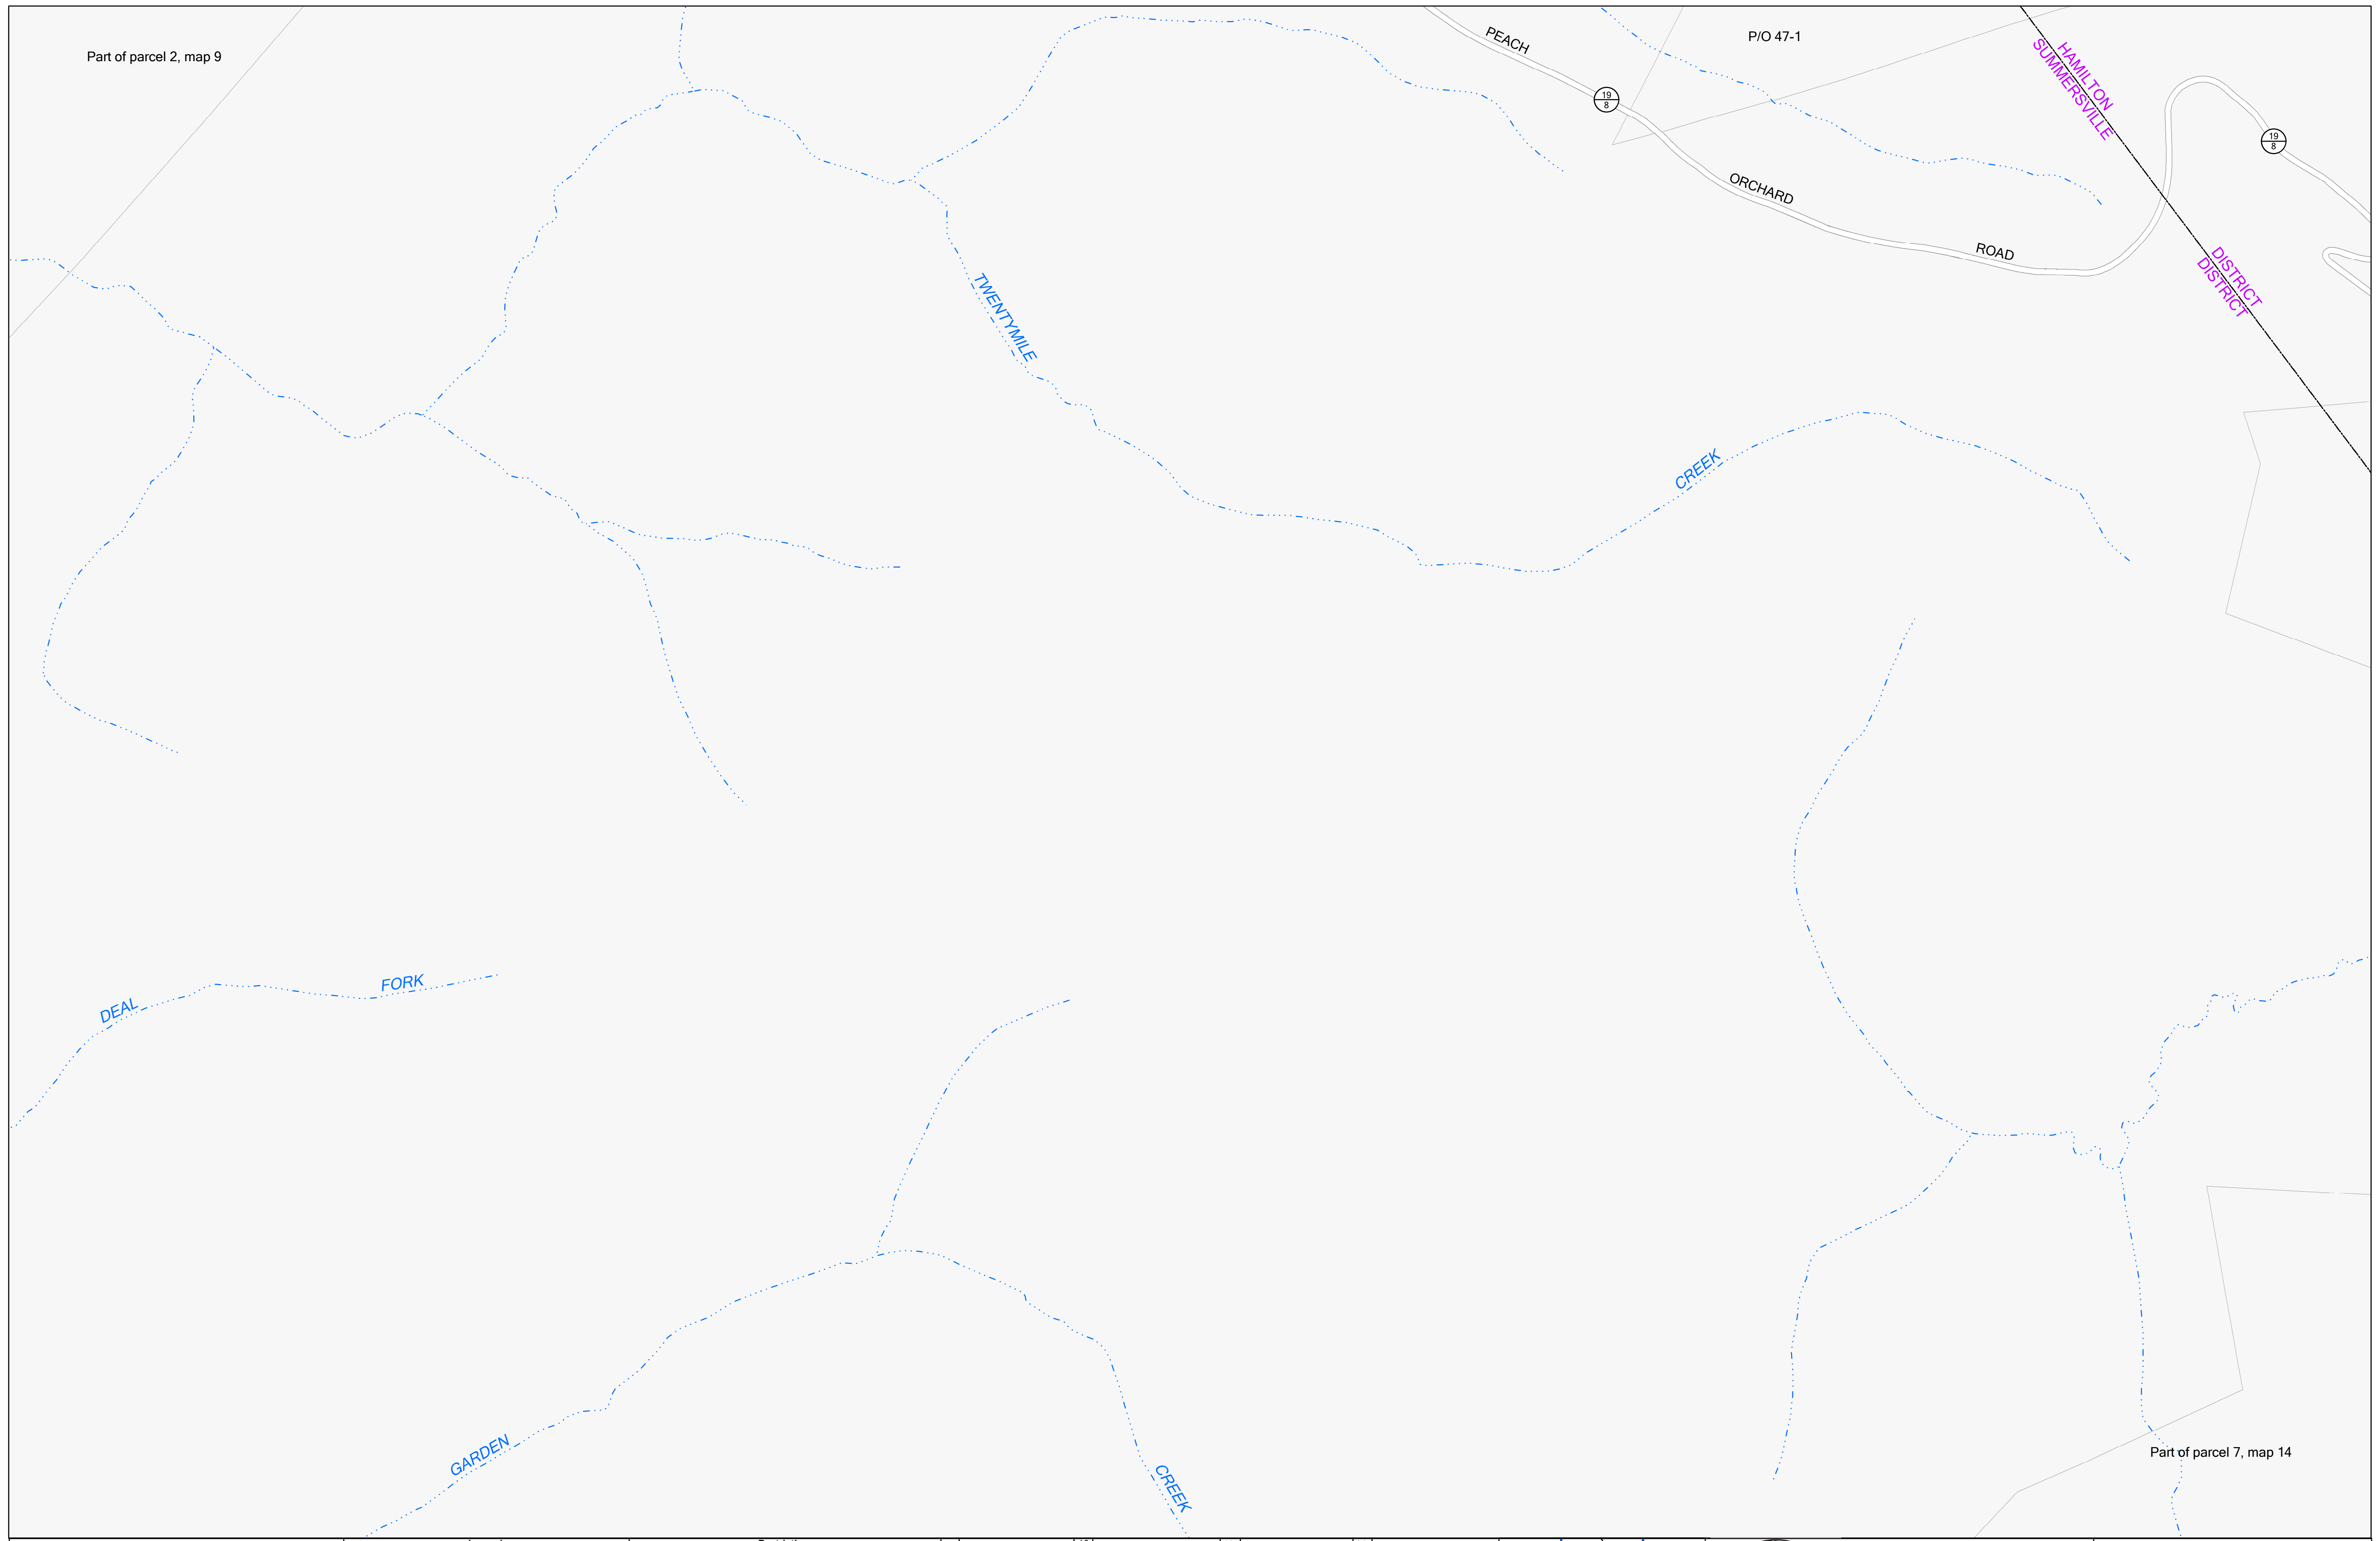 Part of parcel 2, map 9
PEACH
P/O 47-1
HAMILTON
SUMMERSVILLE
19
8
19
8
ORCHARD
ROAD
DISTRICT
DISTRICT
TWENTYMILE
CREEK
DEAL
FORK
GARDEN
CREEK
Part of parcel 7, map 14